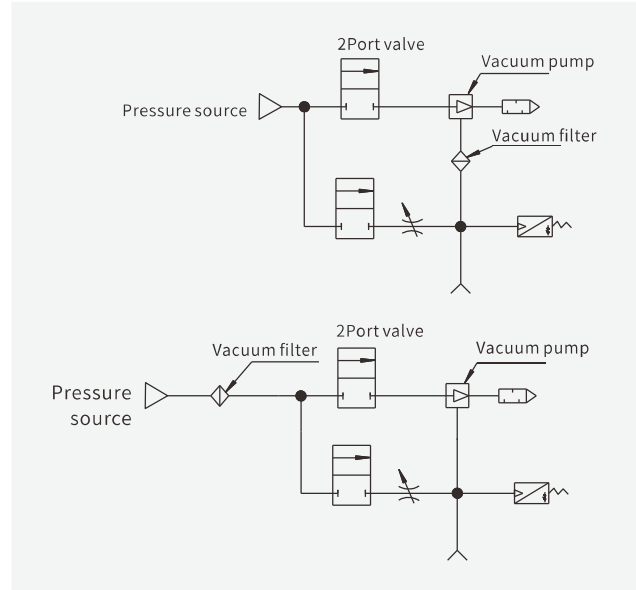 2Port valve
Vacuum pump
Pressure source
Vacuum filter
2Port valve
Vacuum filter
Vacuum pump
Pressure
source